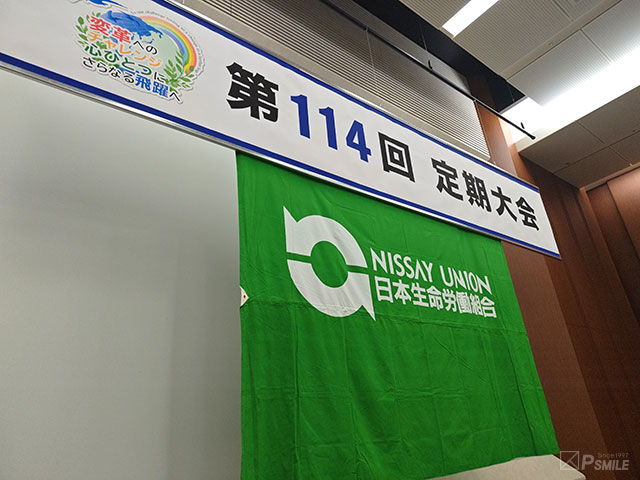 変革への
チャレンジ
心ひとつに
さらなる飛躍へ
第114回 定期大会
NISSAY UNION
日本生命労働組合
Since 1997
PSMILE